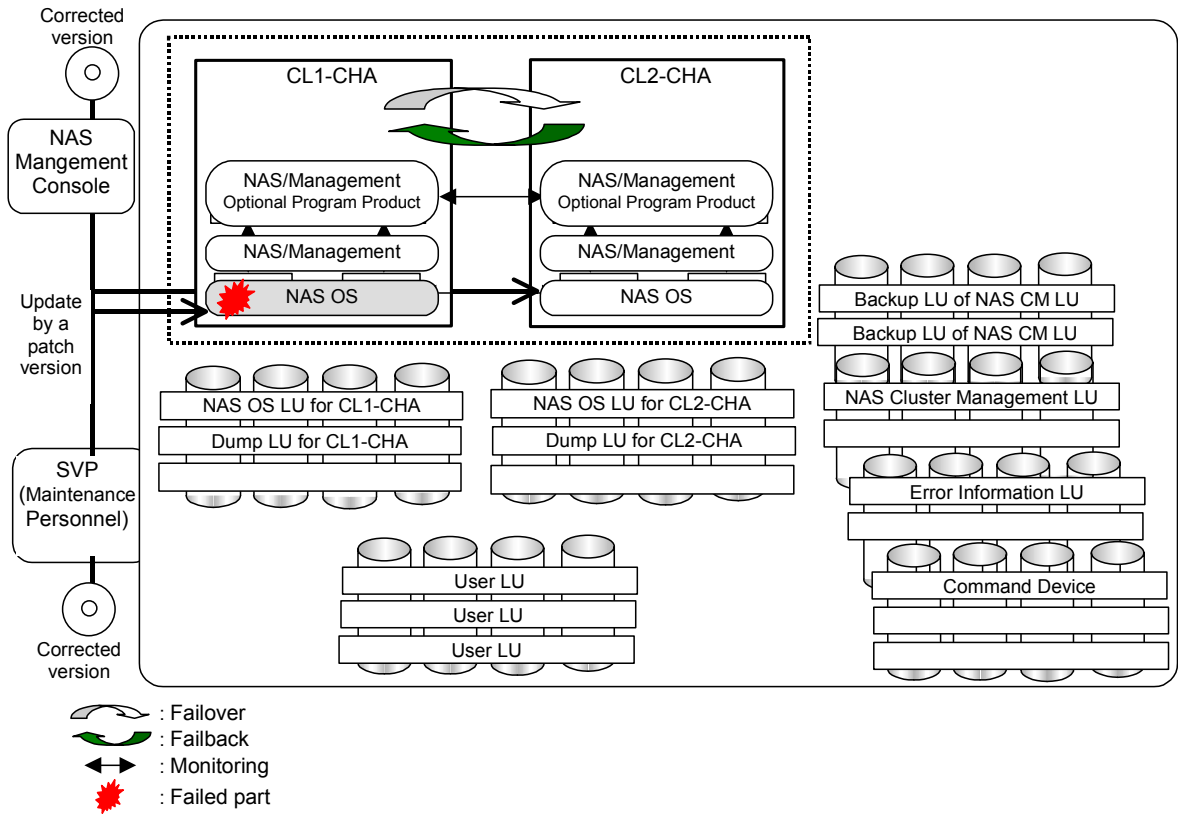 Corrected
version
NAS
Mangement
Console
Update
by a
patch
version
SVP
(Maintenance
Personnel)
Corrected
version
CL1-CHA
NAS/Management
Optional Program Product
NAS/Management
NAS OS
CL2-CHA
NAS/Management
Optional Program Product
NAS/Management
NAS OS
NAS OS LU for CL1-CHA
Dump LU for CL1-CHA
NAS OS LU for CL2-CHA
Dump LU for CL2-CHA
Backup LU of NAS CM LU
Backup LU of NAS CM LU
NAS Cluster Management LU
Error Information LU
Command Device
User LU
User LU
User LU
: Failover
: Failback
: Monitoring
: Failed part